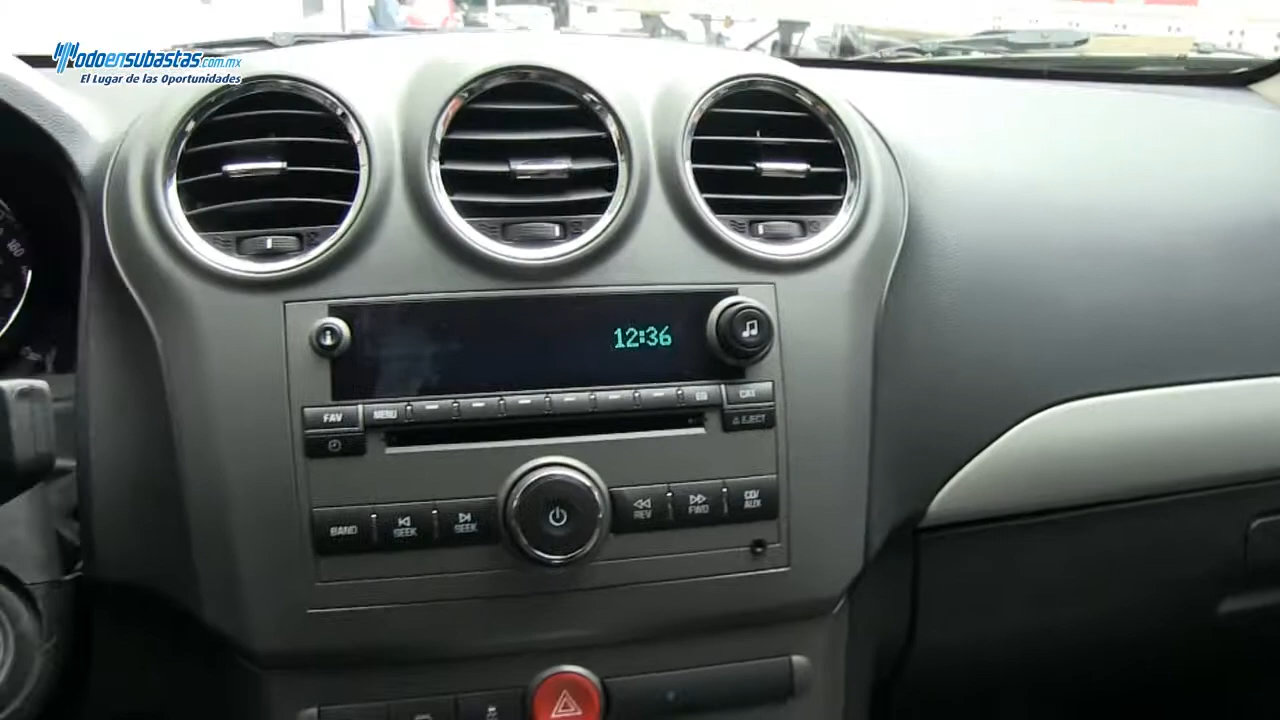 Todoensubastas.com.mx
El Lugar de las Oportunidades
160
12:36
FAV
MENU
EQ
CAT
EJECT
BAND
SEEK
SEEK
REV
FWD
CD/
AUX